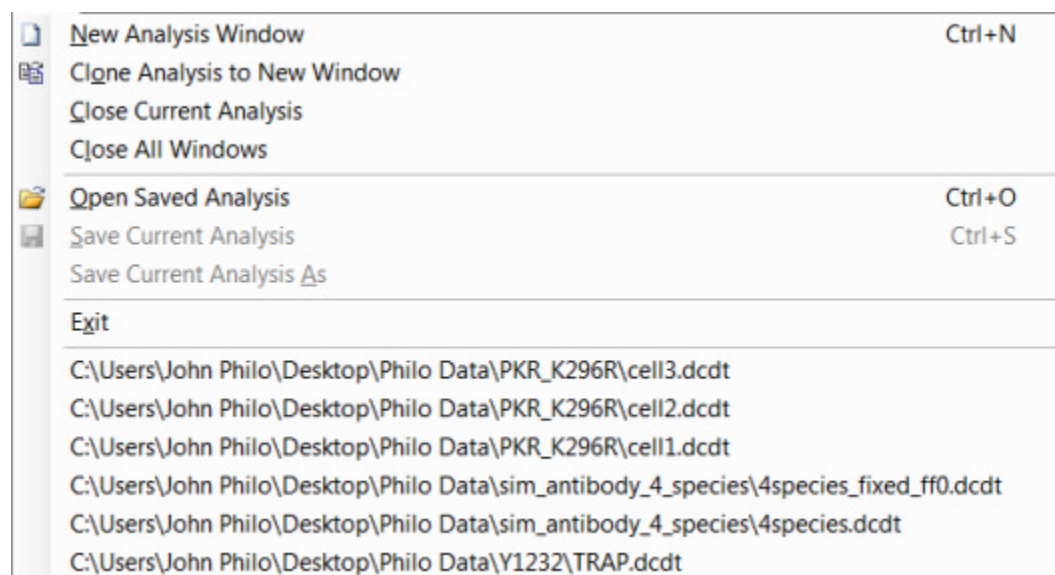 New Analysis Window Ctrl+N
Clone Analysis to New Window
Close Current Analysis
Close All Windows
Open Saved Analysis Ctrl+O
Save Current Analysis Ctrl+S
Save Current Analysis As
Exit
C:\Users\John Philo\Desktop\Philo Data\PKR_K296R\cell3.dcdt
C:\Users\John Philo\Desktop\Philo Data\PKR_K296R\cell2.dcdt
C:\Users\John Philo\Desktop\Philo Data\PKR_K296R\cell1.dcdt
C:\Users\John Philo\Desktop\Philo Data\sim_antibody_4_species\4species_fixed_ff0.dcdt
C:\Users\John Philo\Desktop\Philo Data\sim_antibody_4_species\4species.dcdt
C:\Users\John Philo\Desktop\Philo Data\Y1232\TRAP.dcdt